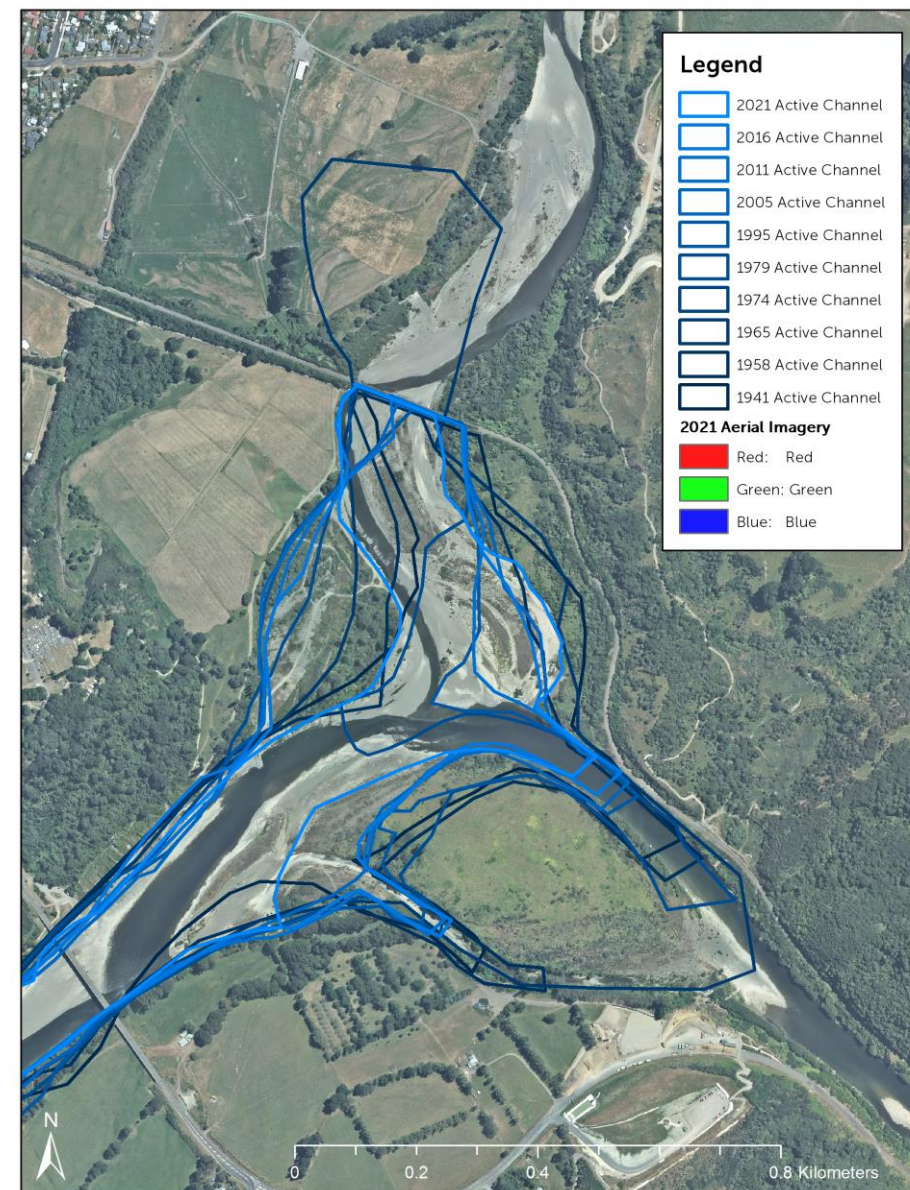 Legend
2021 Active Channel
2016 Active Channel
2011 Active Channel
2005 Active Channel
1995 Active Channel
1979 Active Channel
1974 Active Channel
1965 Active Channel
1958 Active Channel
1941 Active Channel
2021 Aerial Imagery
Red: Red
Green: Green
Blue: Blue
N
0 0.2 0.4 0.8 Kilometers